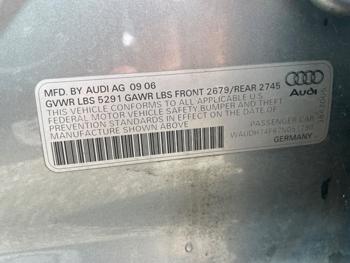 MFD. BY AUDI AG 09 06
GVWR LBS 5291 GAWR LBS FRONT 2679/REAR 2745
THIS VEHICLE CONFORMS TO ALL APPLICABLE U.S.
FEDERAL MOTOR VEHICLE SAFETY BUMPER AND THEFT
PREVENTION STANDARDS IN EFFECT ON THE DATE OF
MANUFACTURE SHOWN ABOVE.
Audi
PASSENGER CAR
GERMANY